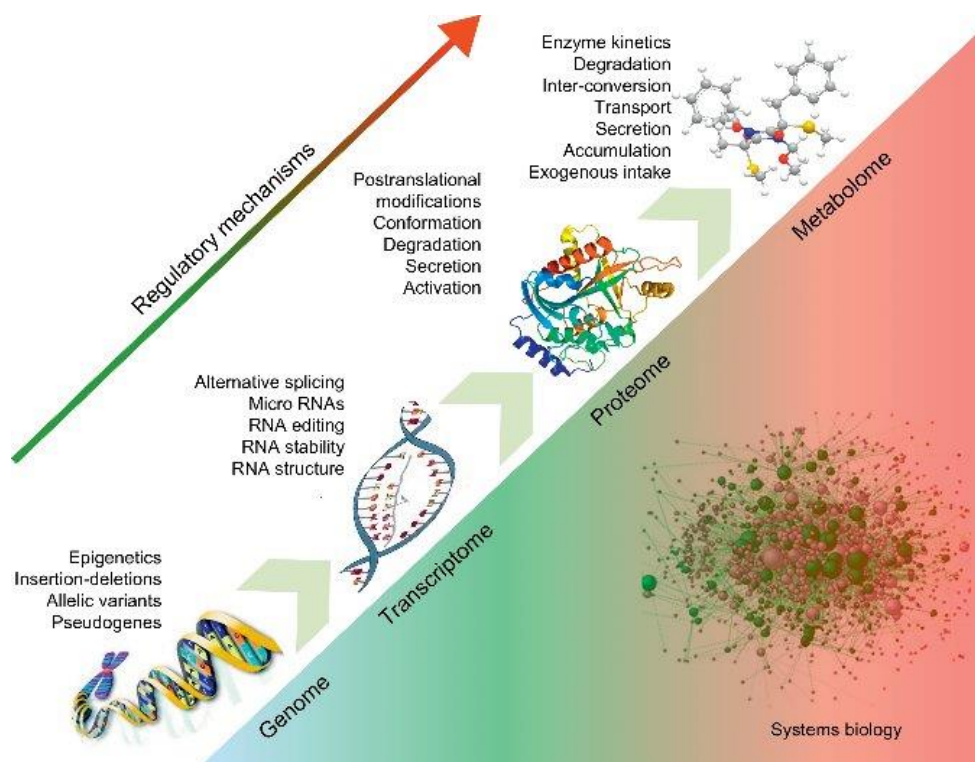 Enzyme kinetics
Degradation
Inter-conversion
Transport
Secretion
Accumulation
Exogenous intake
Metabolome
Regulatory mechanisms
Postranslational
modifications
Conformation
Degradation
Secretion
Activation
Proteome
Alternative splicing
Micro RNAs
RNA editing
RNA stability
RNA structure
Transcriptome
Epigenetics
Insertion-deletions
Allelic variants
Pseudogenes
Genome
Systems biology